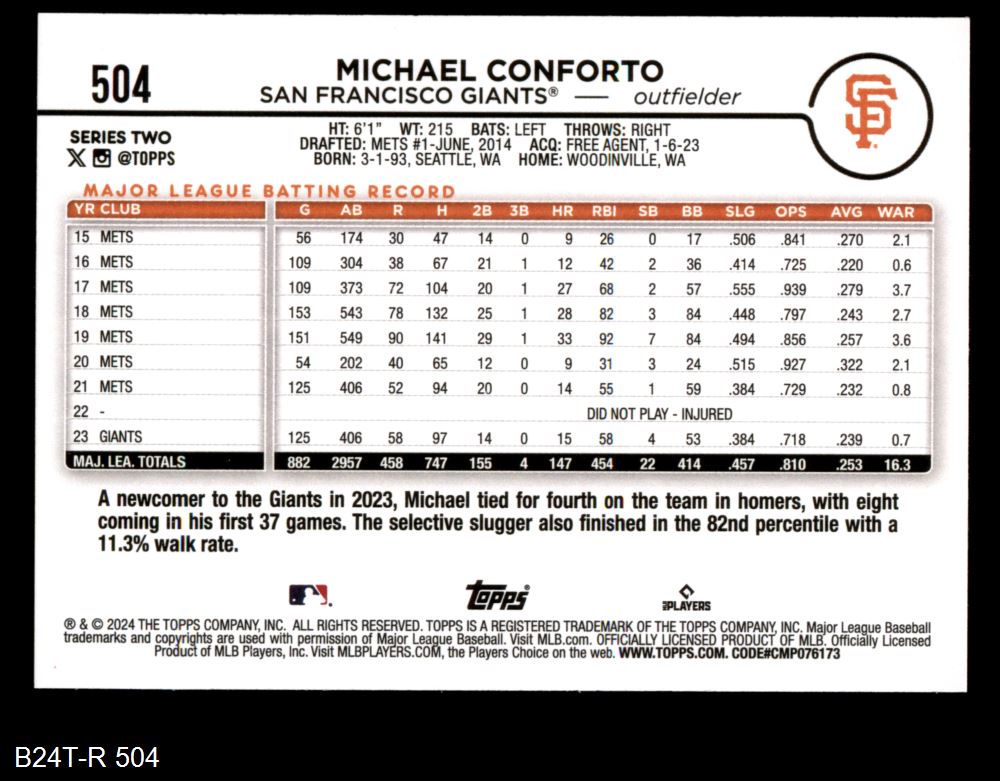 504
MICHAEL CONFORTO
SAN FRANCISCO GIANTS® — outfielder
SF
SERIES TWO
@TOPPS
HT: 6'1" WT: 215 BATS: LEFT THROWS: RIGHT
DRAFTED: METS #1-JUNE, 2014 ACQ: FREE AGENT, 1-6-23
BORN: 3-1-93, SEATTLE, WA HOME: WOODINVILLE, WA
MAJOR LEAGUE BATTING RECORD
YR CLUB G AB R H 2B 3B HR RBI SB BB SLG OPS AVG WAR
15 METS 56 174 30 47 14 0 9 26 0 17 .506 .841 .270 2.1
16 METS 109 304 38 67 21 1 12 42 2 36 .414 .725 .220 0.6
17 METS 109 373 72 104 20 1 27 68 2 57 .555 .939 .279 3.7
18 METS 153 543 78 132 25 1 28 82 3 84 .448 .797 .243 2.7
19 METS 151 549 90 141 29 1 33 92 7 84 .494 .856 .257 3.6
20 METS 54 202 40 65 12 0 9 31 3 24 .515 .927 .322 2.1
21 METS 125 406 52 94 20 0 14 55 1 59 .384 .729 .232 0.8
22 - DID NOT PLAY - INJURED
23 GIANTS 125 406 58 97 14 0 15 58 4 53 .384 .718 .239 0.7
MAJ. LEA. TOTALS 882 2957 458 747 155 4 147 454 22 414 .457 .810 .253 16.3
A newcomer to the Giants in 2023, Michael tied for fourth on the team in homers, with eight
coming in his first 37 games. The selective slugger also finished in the 82nd percentile with a
11.3% walk rate.
Topps®
MLB PLAYERS
® & © 2024 THE TOPPS COMPANY, INC. ALL RIGHTS RESERVED. TOPPS IS A REGISTERED TRADEMARK OF THE TOPPS COMPANY, INC. Major League Baseball
trademarks and copyrights are used with permission of Major League Baseball. Visit MLB.com. OFFICIALLY LICENSED PRODUCT OF MLB. Officially Licensed
Product of MLB Players, Inc. Visit MLBPLAYERS.COM, the Players Choice on the web. WWW.TOPPS.COM. CODE#CMP076173
B24T-R 504